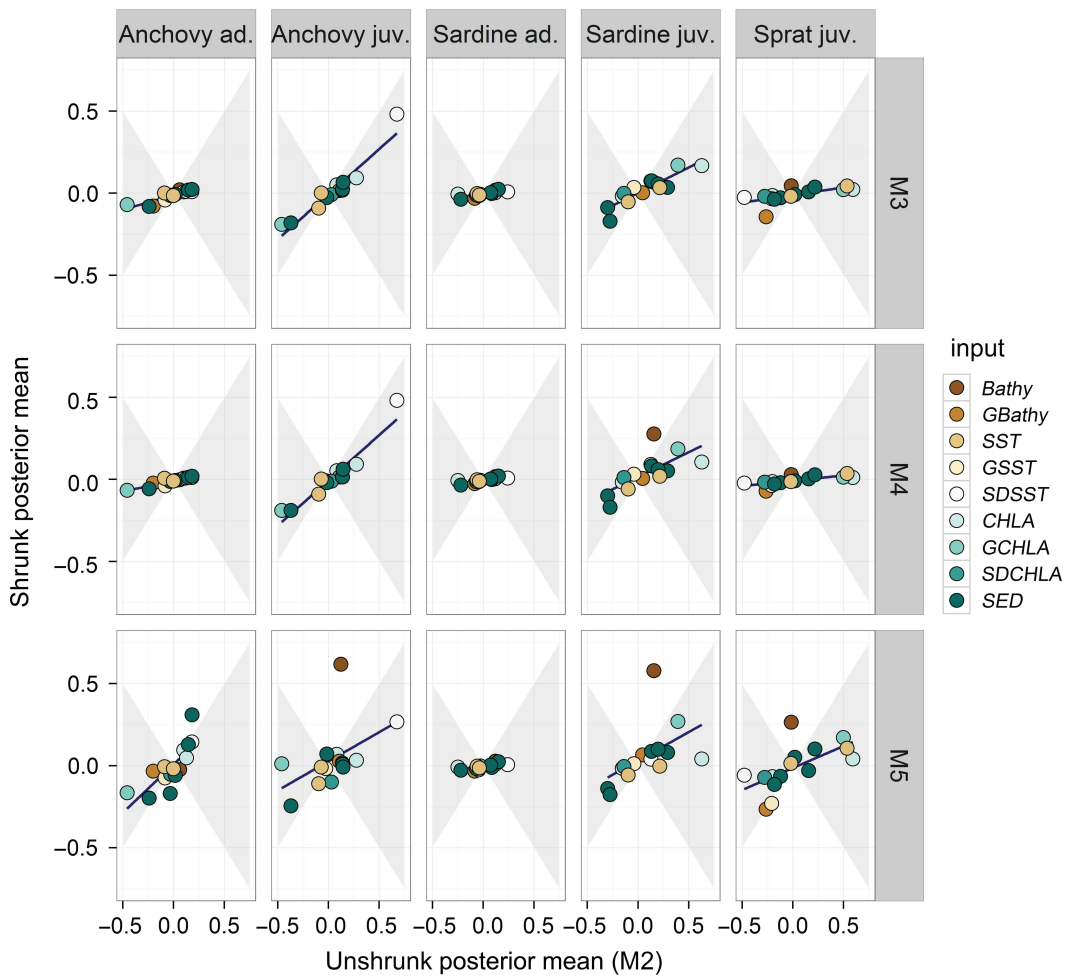 Anchovy ad. Anchovy juv. Sardine ad. Sardine juv. Sprat juv.
0.5
0.0
−0.5
M3
0.5
0.0
−0.5
M4
0.5
0.0
−0.5
M5
Shrunk posterior mean
−0.5 0.0 0.5 −0.5 0.0 0.5 −0.5 0.0 0.5 −0.5 0.0 0.5 −0.5 0.0 0.5
Unshrunk posterior mean (M2)
input
Bathy
GBathy
SST
GSST
SDSST
CHLA
GCHLA
SDCHLA
SED